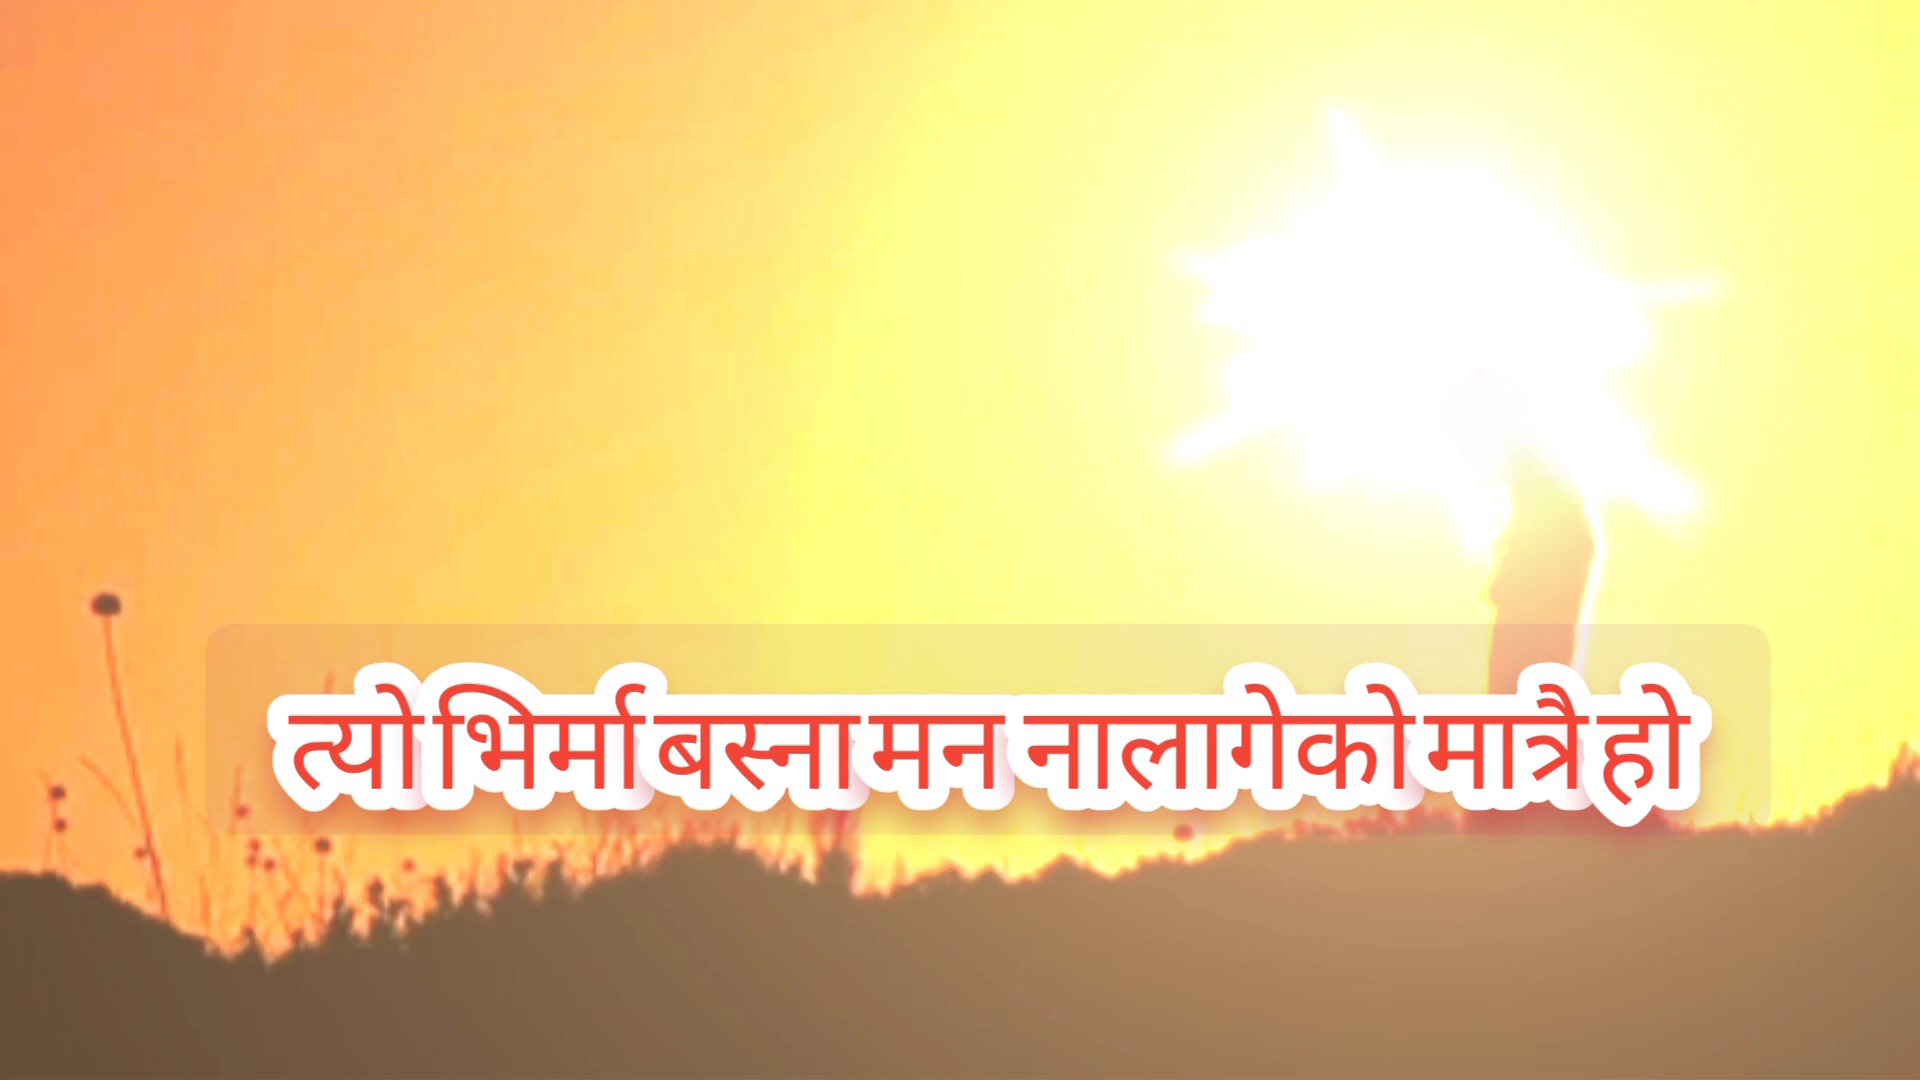 त्यो भिर्मा बस्ना मन नालागेको मात्रै हो